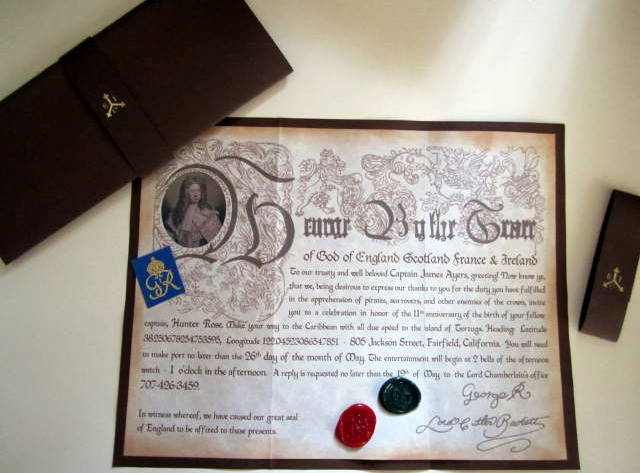 By the Grace
of God of England Scotland France & Ireland
To our trusty and well beloved Captain James Ayers, greeting! Now know ye,
that we, being desirous to express our thanks to you for the duty you have fulfilled
in the apprehension of pirates, sea-rovers, and other enemies of the crown, invite
you to a celebration in honor of the 11th anniversary of the birth of your fellow
captain, Hunter Rose. Make your way to the Caribbean with all due speed to the island of Tortuga. Heading: Latitude
38.250678254753595, Longitude 122.04523086547851 - 805 Jackson Street, Fairfield, California. You will need
to make port no later than the 26th day of the month of May. The entertainment will begin at 2 bells of the afternoon
watch - 1 o'clock in the afternoon. A reply is requested no later than the 19th of May to the Lord Chamberlain's office
707-426-3459.
George R
In witness whereof, we have caused our great seal
of England to be affixed to these presents.
Lord Cutler Beckett
GR